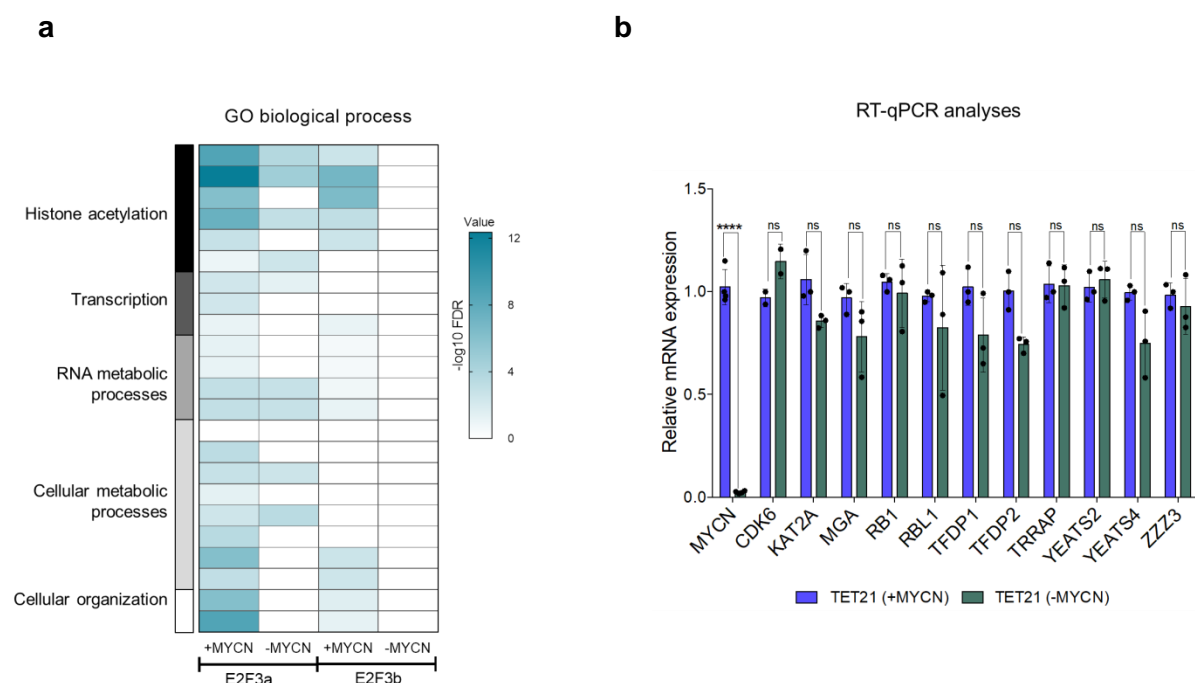 a
GO biological process
Histone acetylation
Transcription
RNA metabolic
processes
Cellular metabolic
processes
Cellular organization
+MYCN -MYCN +MYCN -MYCN
E2F3a E2F3b
Value
12
8
4
0
-log10 FDR
b
RT-qPCR analyses
Relative mRNA expression
1.5
1.0
0.5
0.0
**** ns ns ns ns ns ns ns ns ns ns ns
MYCN CDK6 KAT2A MGA RB1 RBL1 TFDP1 TFDP2 TRRAP YEATS2 YEATS4 ZZZ3
TET21 (+MYCN) TET21 (-MYCN)